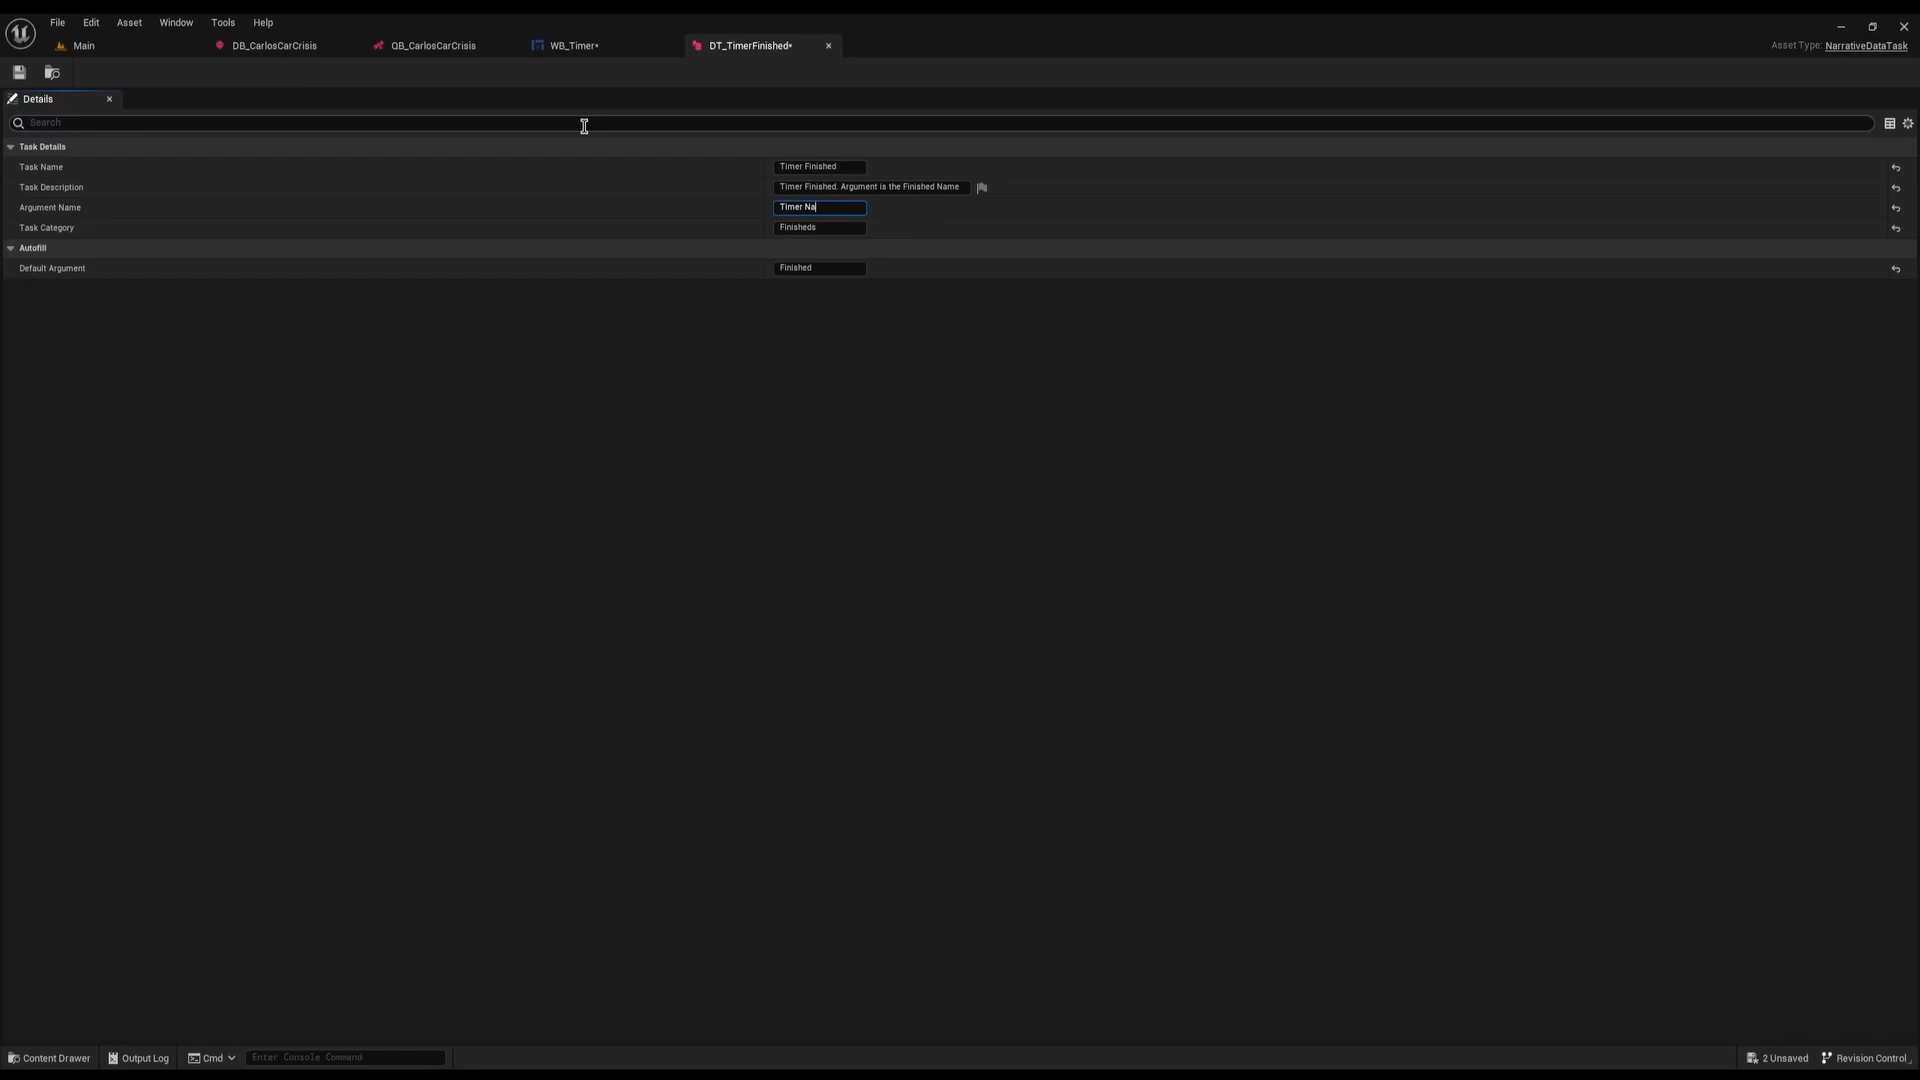 File Edit Asset Window Tools Help
Main DB_CarlosCarCrisis QB_CarlosCarCrisis WB_Timer* DT_TimerFinished*
Asset Type: NarrativeDataTask
Details
Search
Task Details
Task Name Timer Finished
Task Description Timer Finished. Argument is the Finished Name
Argument Name Timer Na
Task Category Finisheds
Autofill
Default Argument Finished
Content Drawer Output Log Cmd Enter Console Command 2 Unsaved Revision Control